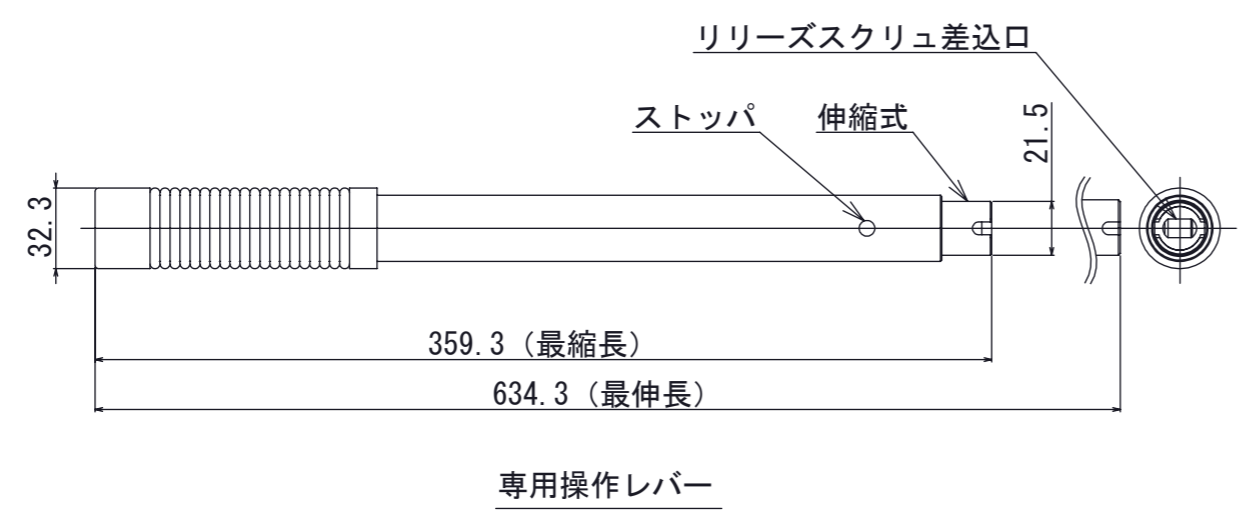 リリーズスクリュ差込口
ストッパ
伸縮式
21.5
32.3
359.3（最縮長）
634.3（最伸長）
専用操作レバー